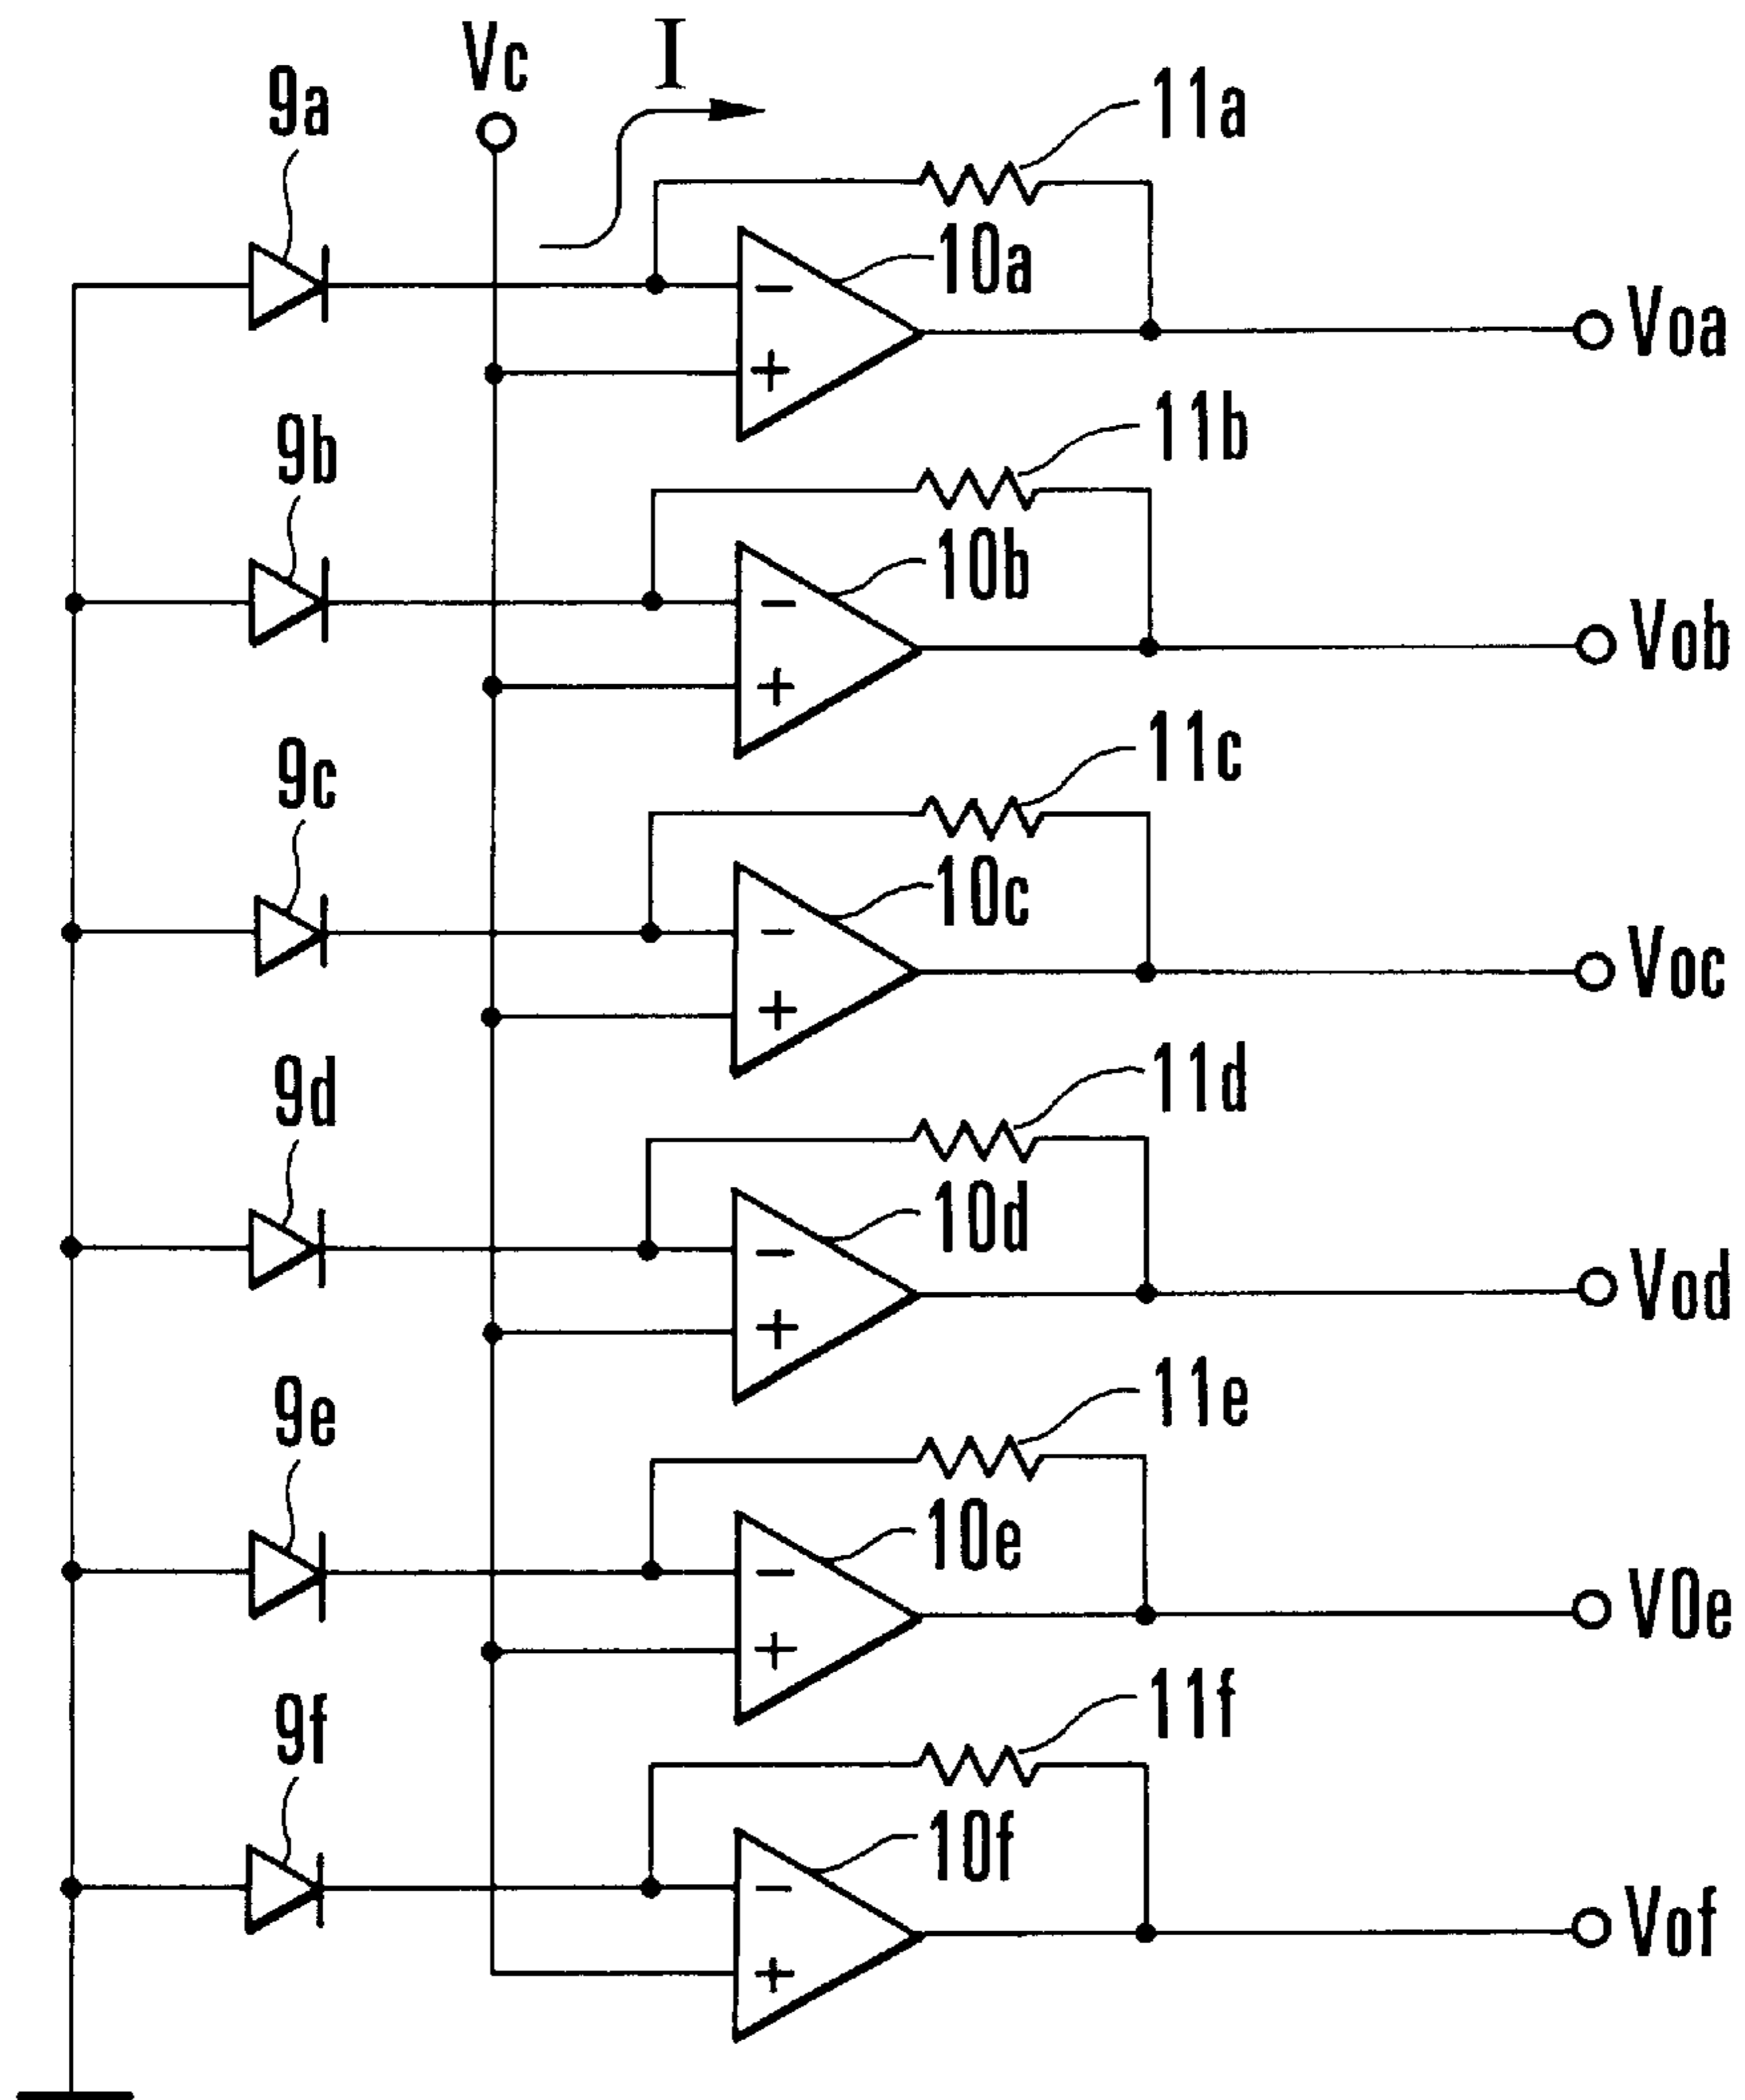 Vc I
9a 11a
10a
− Voa
+
9b 11b
10b
− Vob
+
9c 11c
10c
− Voc
+
9d 11d
10d
− Vod
+
9e 11e
10e
− V0e
+
9f 11f
10f
− Vof
+